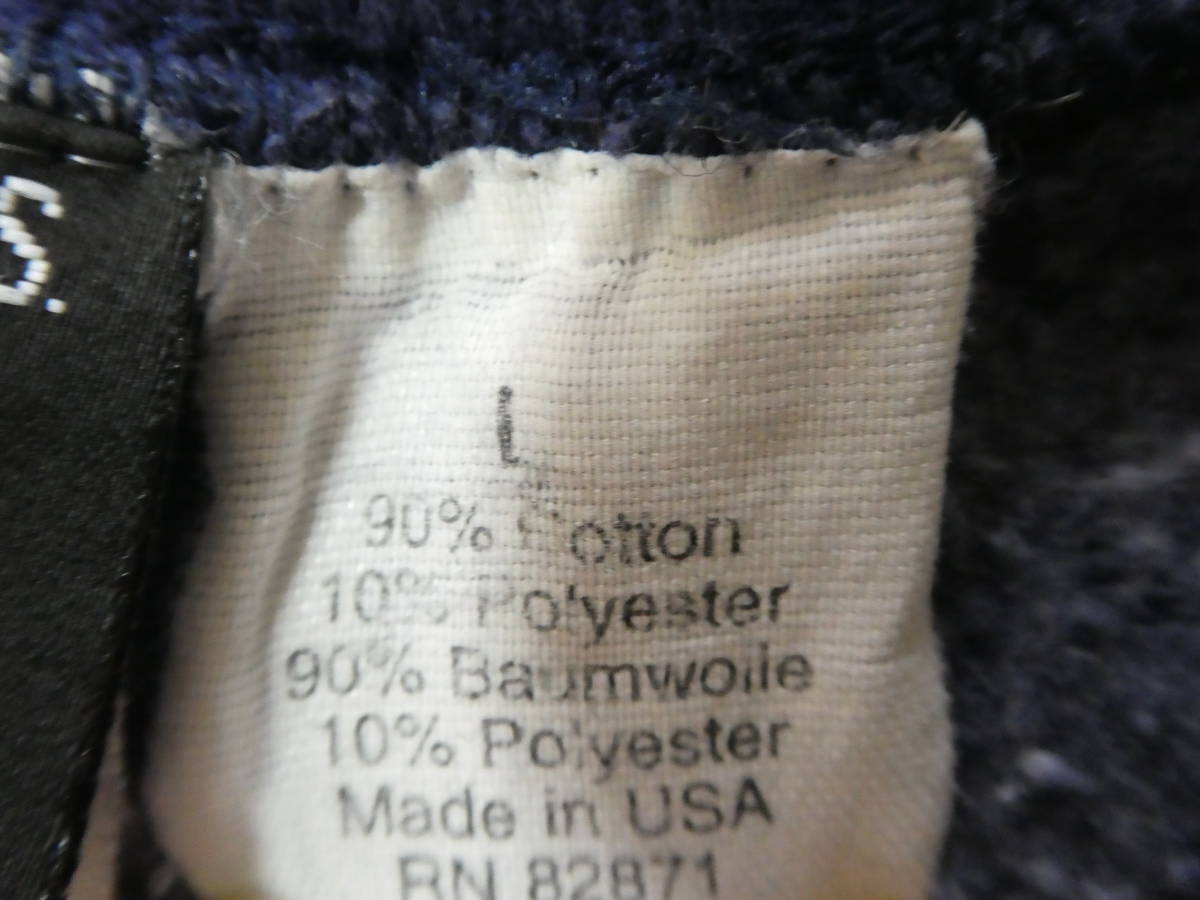 S.
L
90% Cotton
10% Polyester
90% Baumwolle
10% Polyester
Made in USA
RN 82871